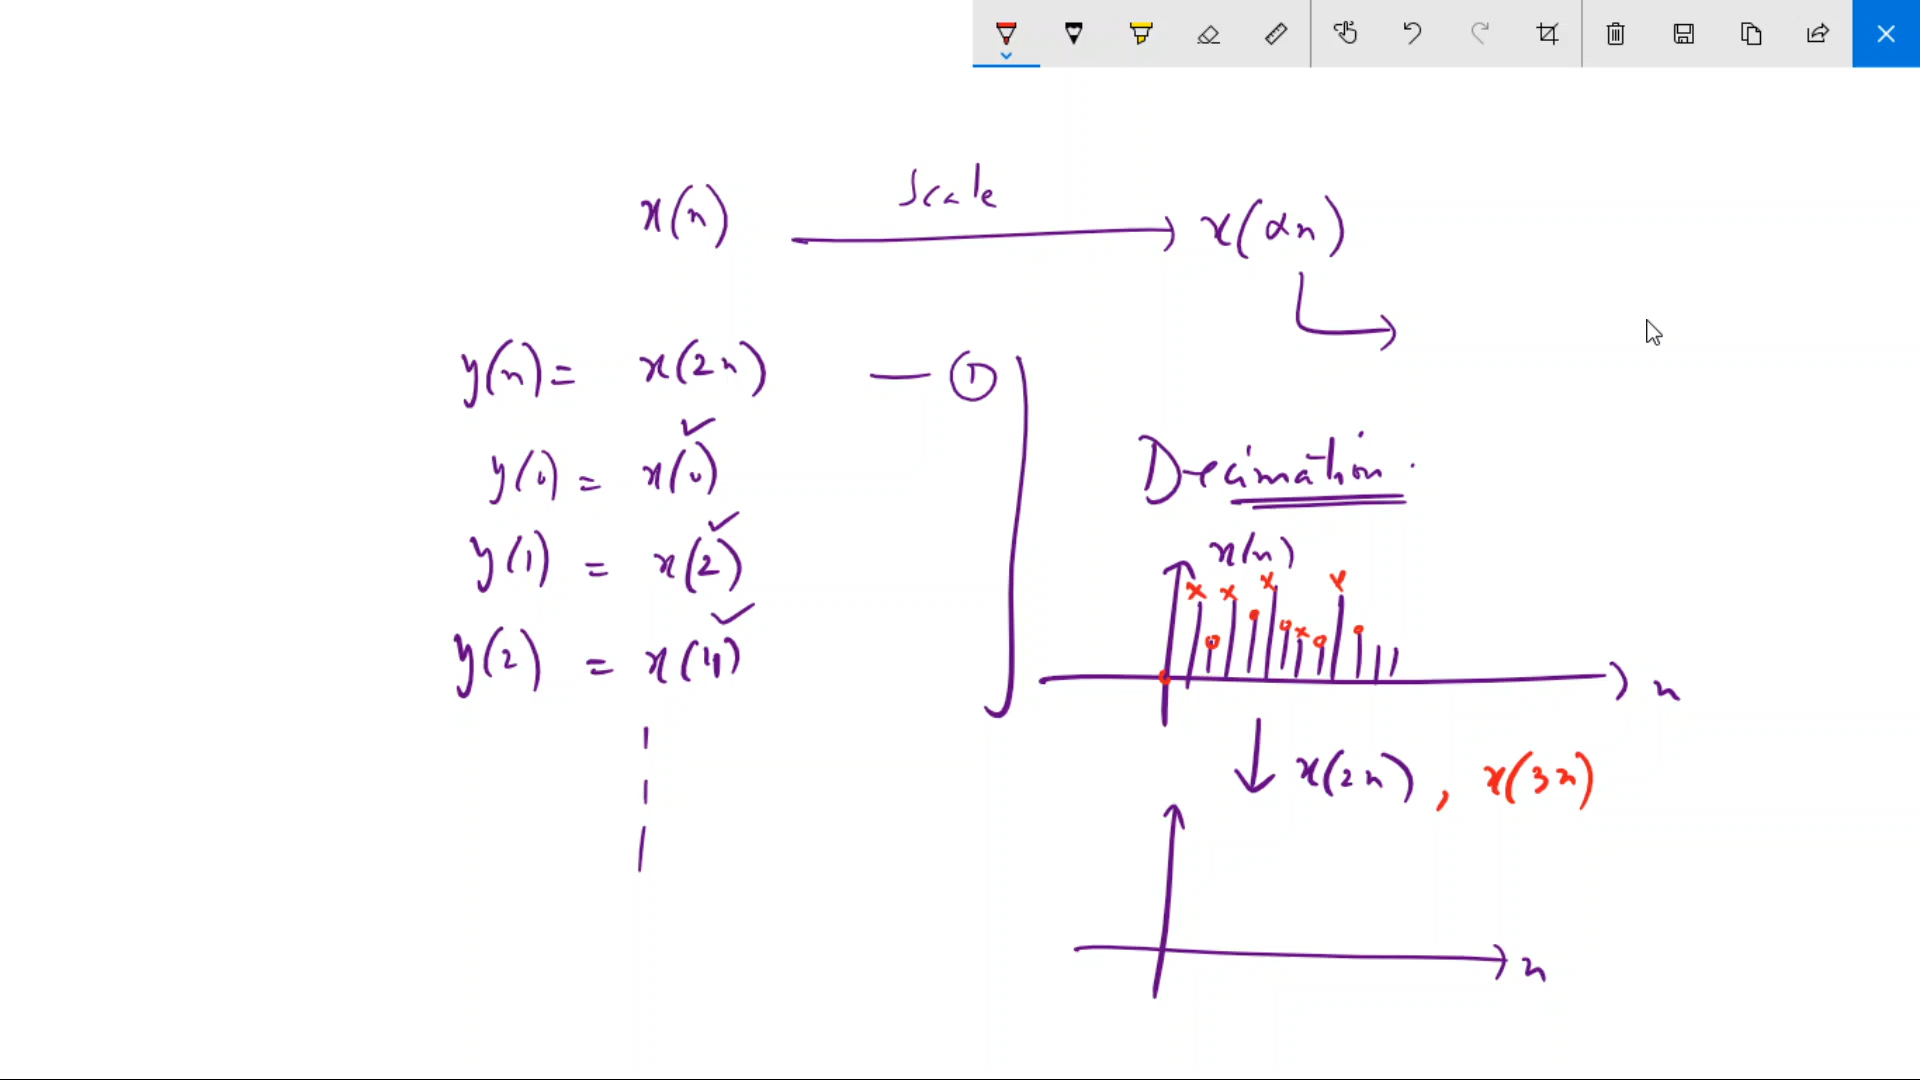 x(n) Scale x(αn)
y(n) = x(2n) — ①
y(0) = x(0)
y(1) = x(2)
y(2) = x(4)
Decimation.
x(n)
n
x(2n), x(3n)
n